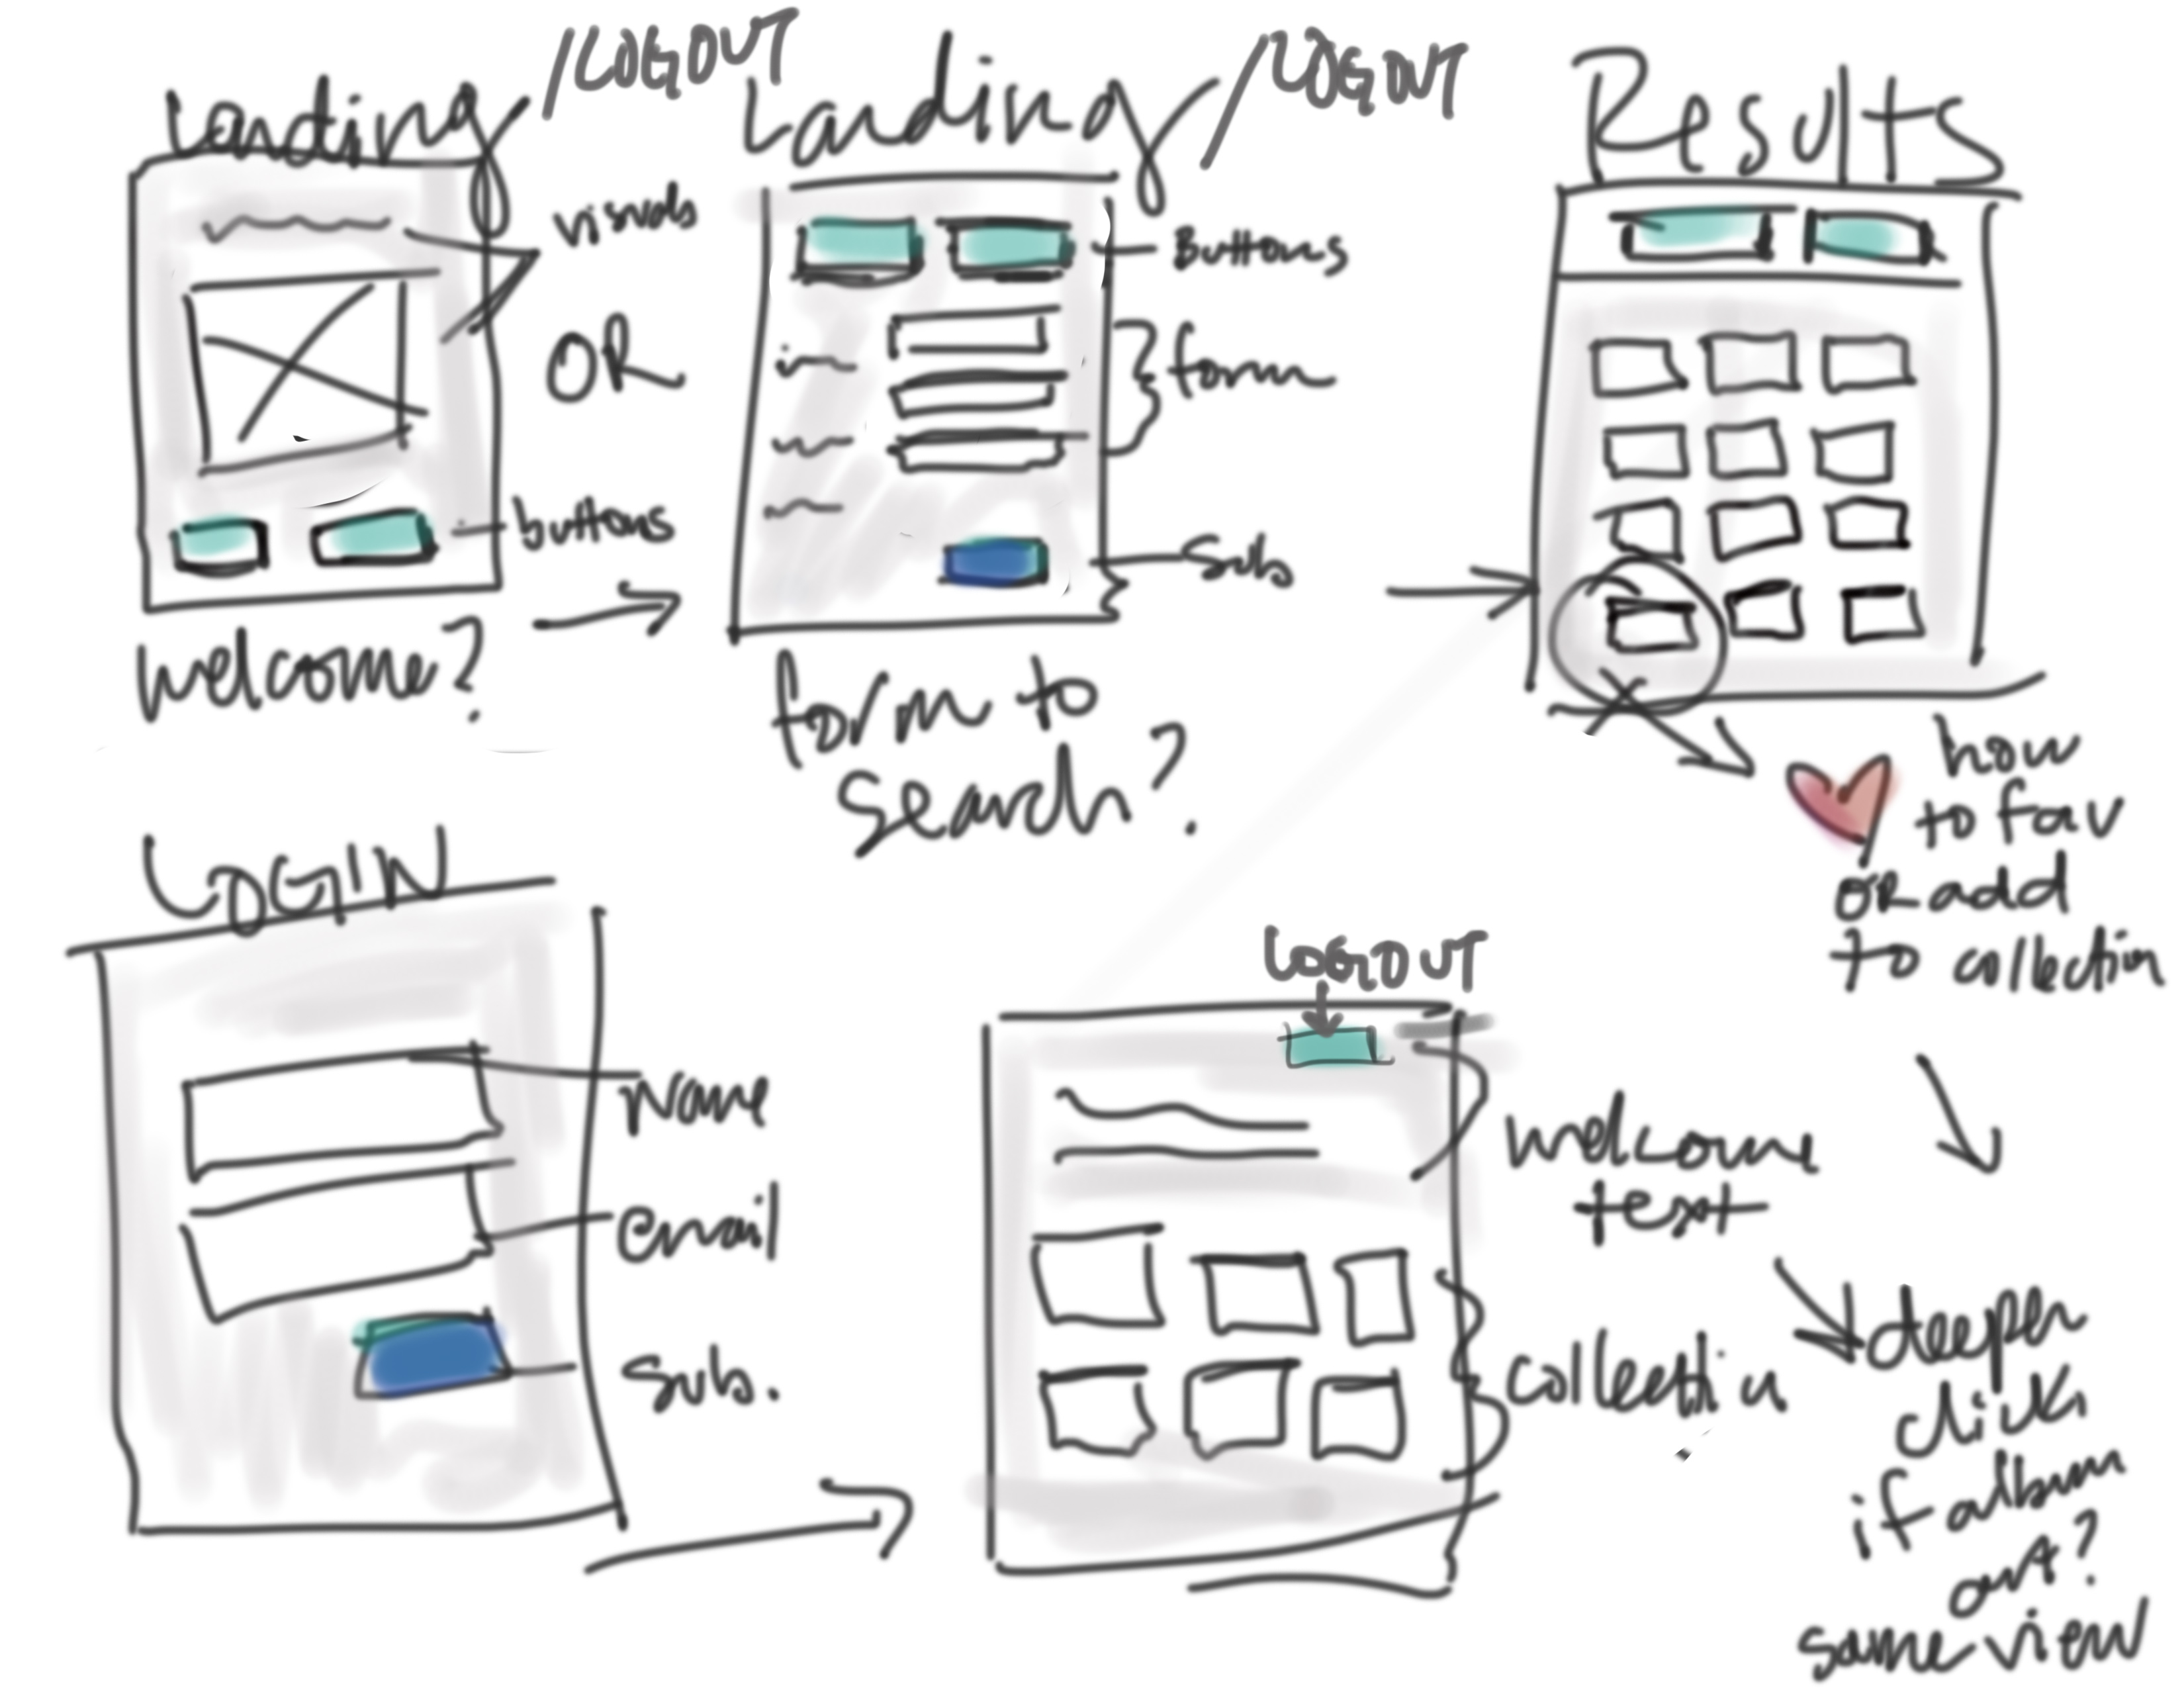 Landing /LOGOUT
visuals
OR
buttons
welcome?
Landing /LOGOUT
Buttons
form
Sub
form to
search?
Results
how
to fav
OR add
to collection
LOGIN
Name
email
Sub.
LOGOUT
welcome
text
collectin
deeper
click
if album
art?
same view